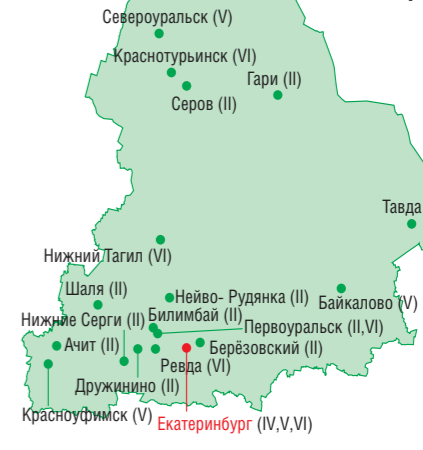 Североуральск (V)
Краснотурьинск (VI)
Гари (II)
Серов (II)
Тавда
Нижний Тагил (VI)
Шаля (II)
Нейво- Рудянка (II)
Байкалово (V)
Нижние Серги (II)
Билимбай (II)
Первоуральск (II,VI)
Ачит (II)
Берёзовский (II)
Ревда (VI)
Дружинино (II)
Красноуфимск (V)
Екатеринбург (IV,V,VI)